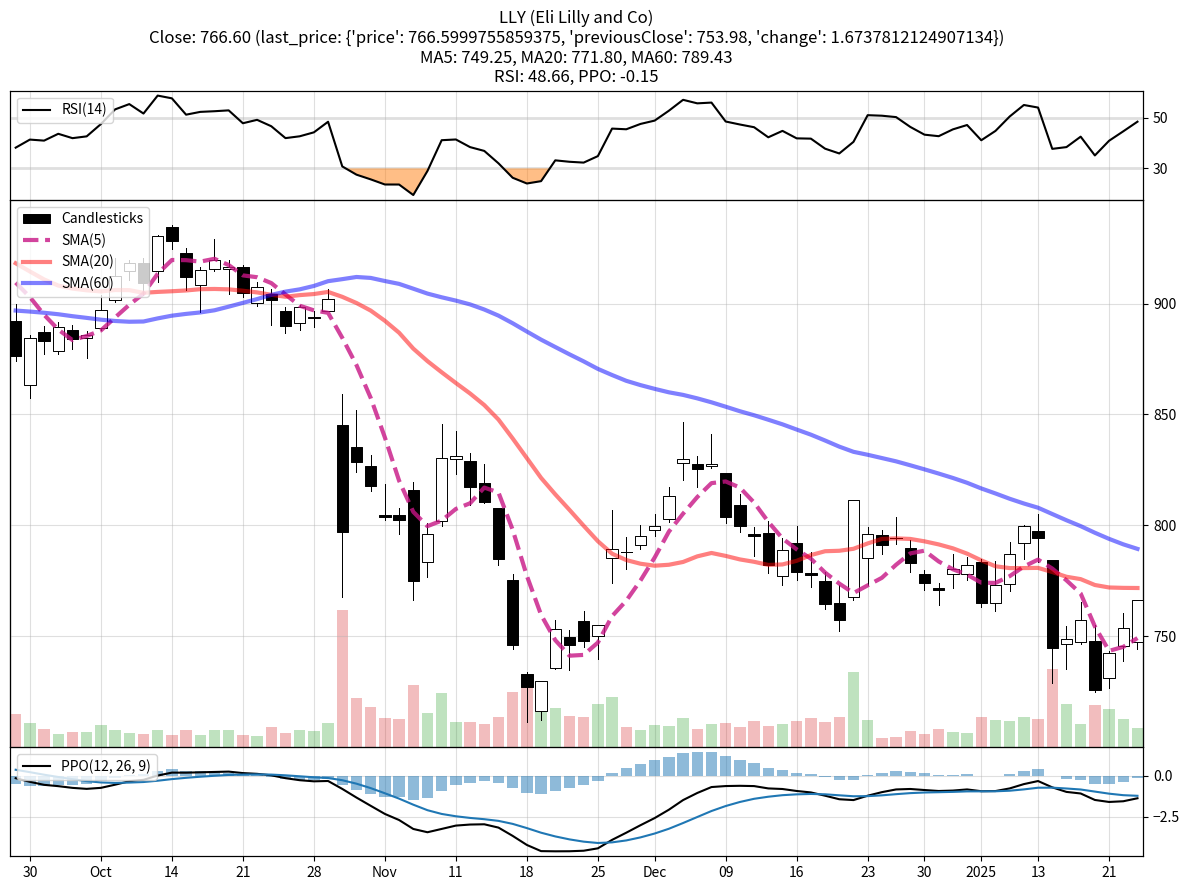 LLY (Eli Lilly and Co)
Close: 766.60 (last_price: {'price': 766.5999755859375, 'previousClose': 753.98, 'change': 1.6737812124907134})
MA5: 749.25, MA20: 771.80, MA60: 789.43
RSI: 48.66, PPO: -0.15
RSI(14)
50
30
Candlesticks
SMA(5)
SMA(20)
SMA(60)
900
850
800
750
PPO(12, 26, 9)
0.0
−2.5
30 Oct 14 21 28 Nov 11 18 25 Dec 09 16 23 30 2025 13 21